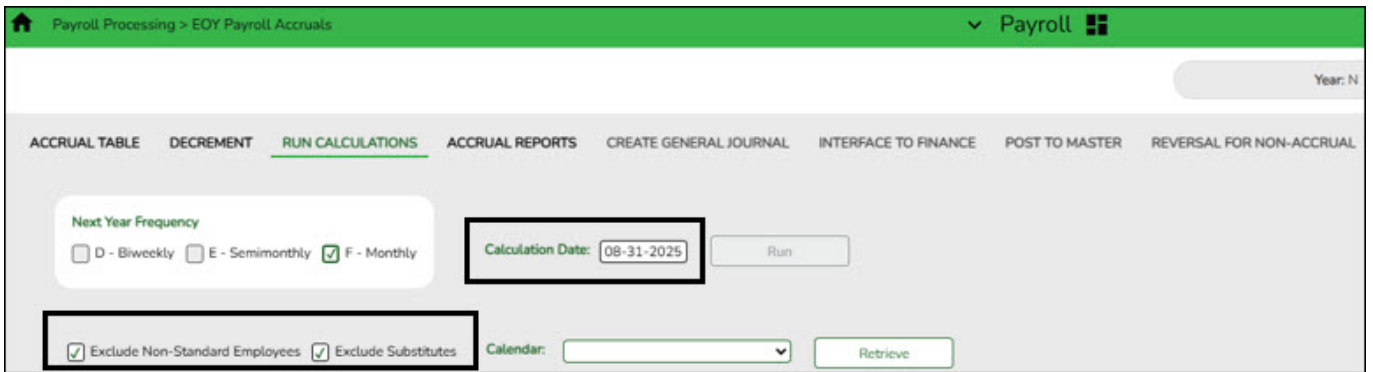 Payroll Processing > EOY Payroll Accruals
Payroll
Year: N
ACCRUAL TABLE DECREMENT RUN CALCULATIONS ACCRUAL REPORTS CREATE GENERAL JOURNAL INTERFACE TO FINANCE POST TO MASTER REVERSAL FOR NON-ACCRUAL
Next Year Frequency
D - Biweekly E - Semimonthly F - Monthly
Calculation Date: 08-31-2025 Run
Exclude Non-Standard Employees Exclude Substitutes Calendar: Retrieve